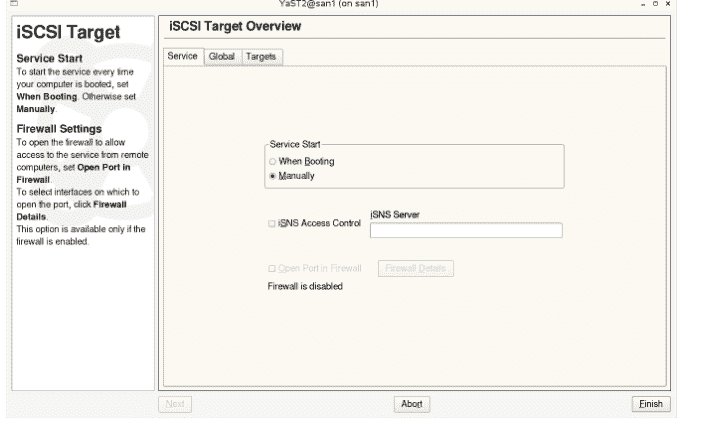 YaST2@san1 (on san1)
iSCSI Target
Service Start
To start the service every time
your computer is booted, set
When Booting. Otherwise set
Manually.
Firewall Settings
To open the firewall to allow
access to the service from remote
computers, set Open Port in
Firewall.
To select interfaces on which to
open the port, click Firewall
Details.
This option is available only if the
firewall is enabled.
iSCSI Target Overview
Service Global Targets
Service Start
When Booting
Manually
iSNS Access Control
iSNS Server
Open Port in Firewall
Firewall Details
Firewall is disabled
Next
Abort
Finish